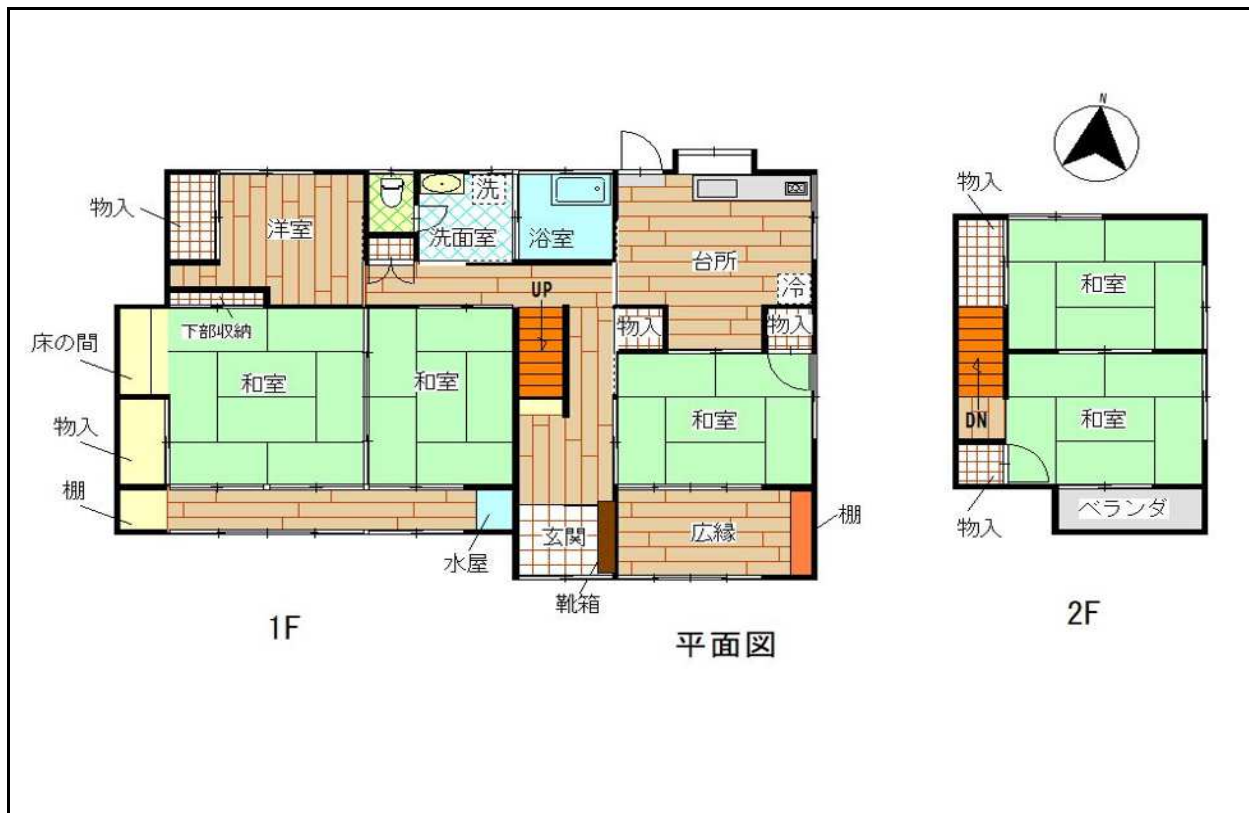 N
物入
洋室
洗
洗面室
浴室
台所
冷
UP
物入
物入
下部収納
床の間
和室
和室
和室
物入
棚
水屋
玄関
靴箱
広縁
棚
1F
平面図
物入
和室
和室
DN
物入
ベランダ
2F